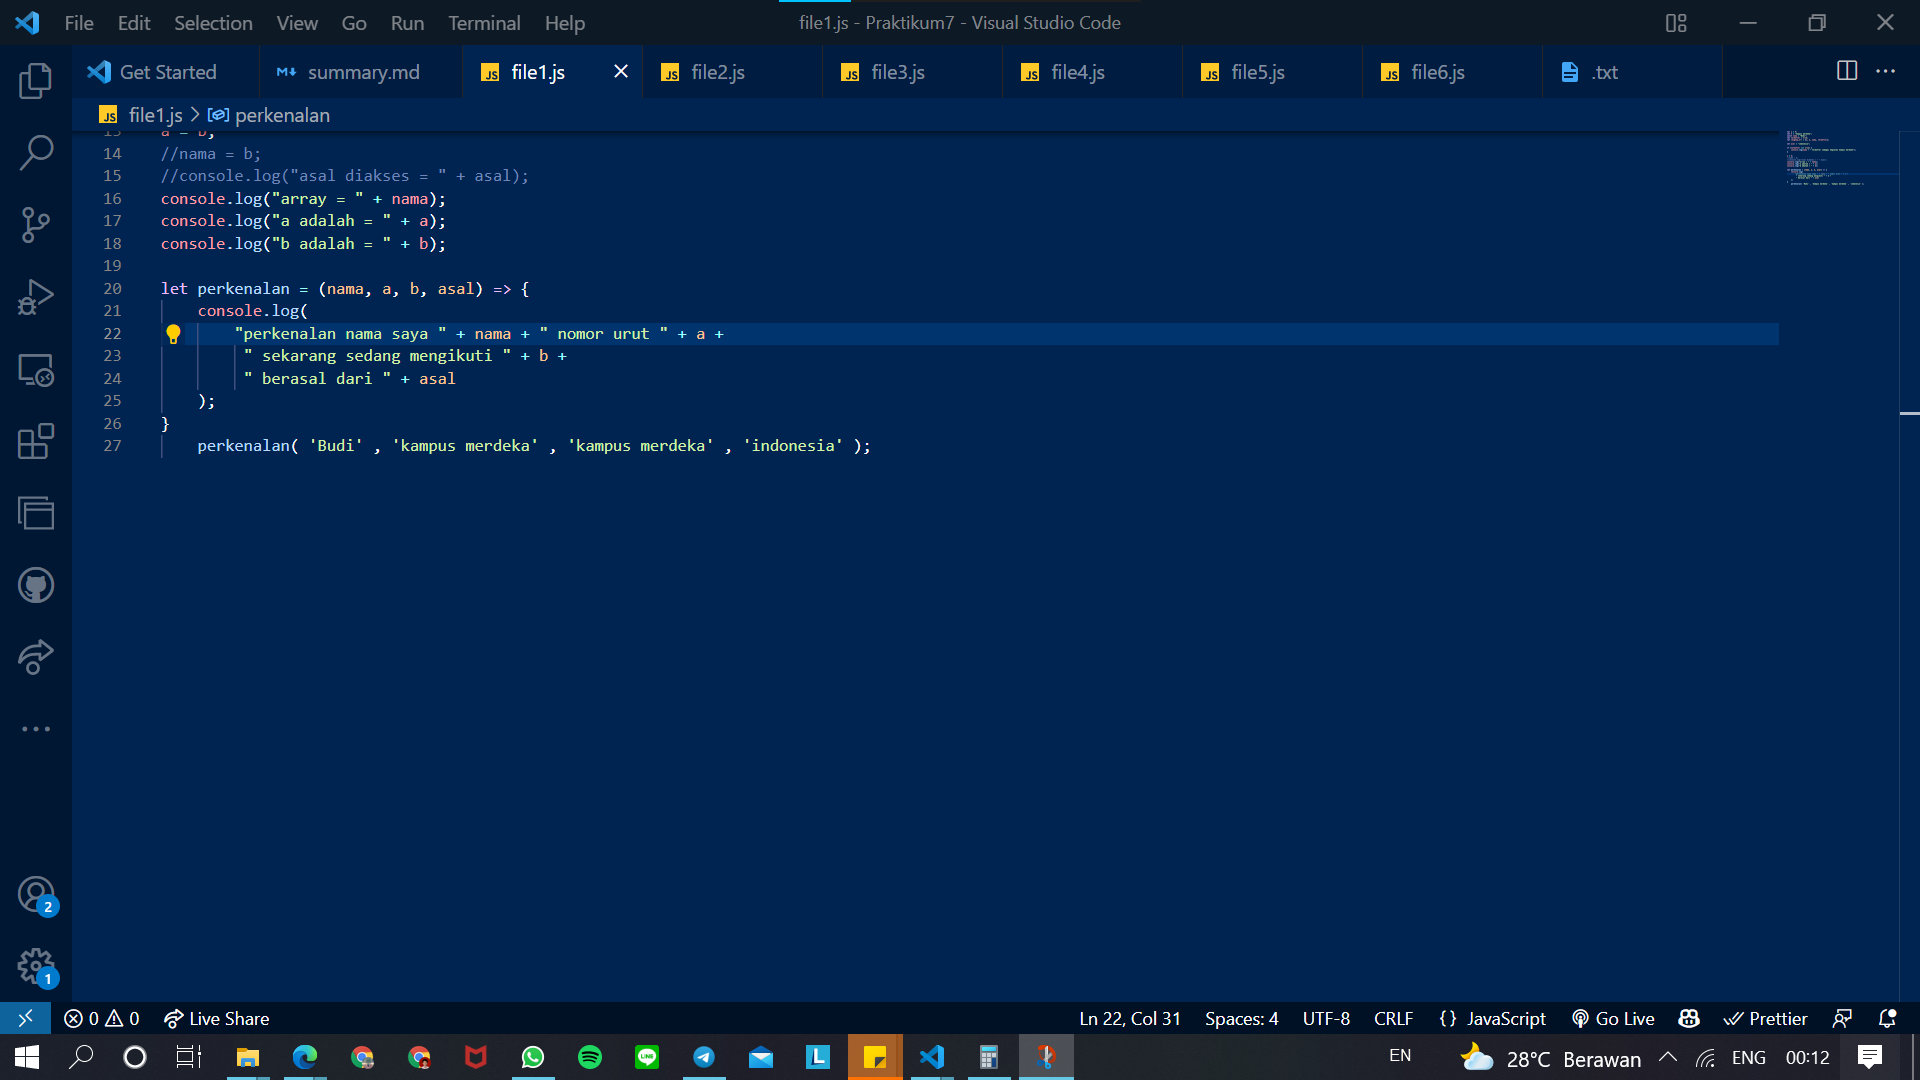 File Edit Selection View Go Run Terminal Help file1.js - Praktikum7 - Visual Studio Code
Get Started summary.md file1.js file2.js file3.js file4.js file5.js file6.js .txt
file1.js > perkenalan
13 a = b;
14 //nama = b;
15 //console.log("asal diakses = " + asal);
16 console.log("array = " + nama);
17 console.log("a adalah = " + a);
18 console.log("b adalah = " + b);
19
20 let perkenalan = (nama, a, b, asal) => {
21 console.log(
22 "perkenalan nama saya " + nama + " nomor urut " + a +
23 " sekarang sedang mengikuti " + b +
24 " berasal dari " + asal
25 );
26 }
27 perkenalan( 'Budi' , 'kampus merdeka' , 'kampus merdeka' , 'indonesia' );
2
1
0 0 Live Share Ln 22, Col 31 Spaces: 4 UTF-8 CRLF {} JavaScript Go Live Prettier
EN 28°C Berawan ENG 00:12